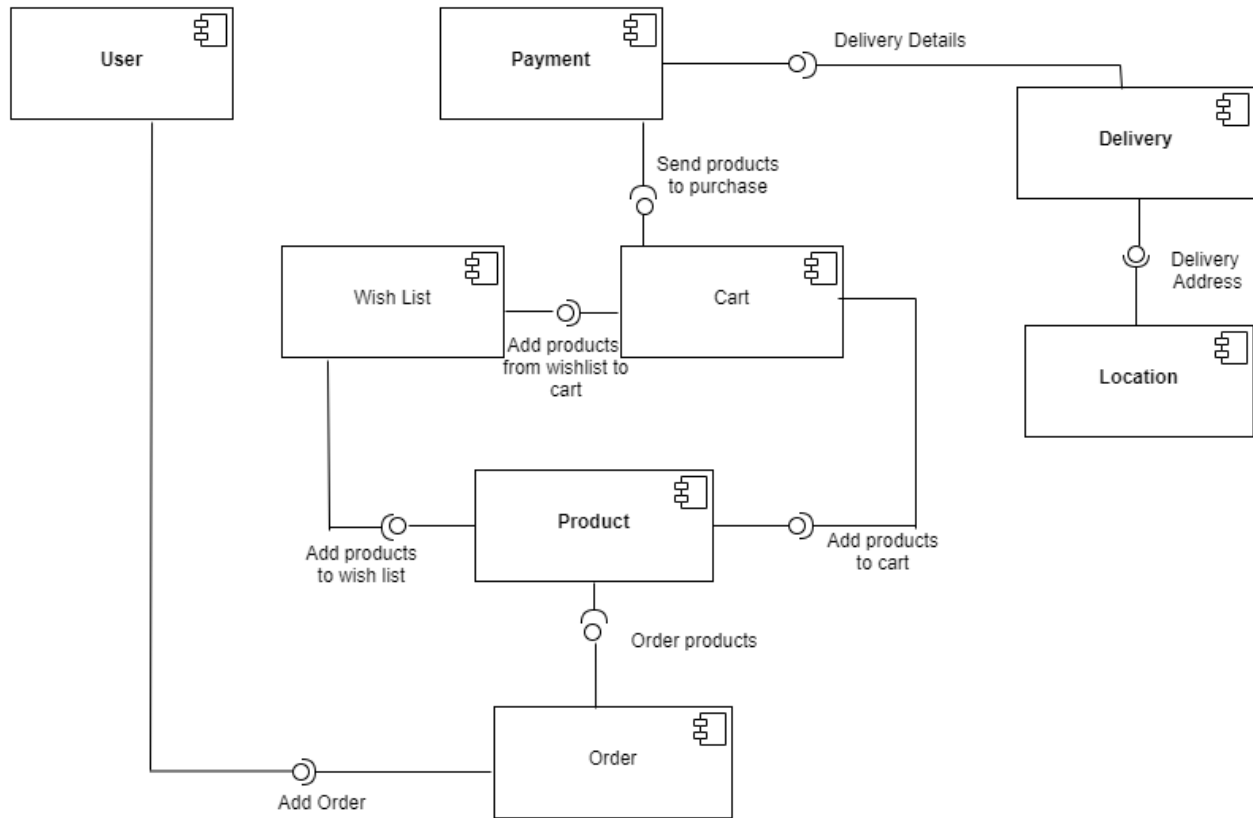 User
Payment
Delivery Details
Delivery
Send products
to purchase
Wish List
Cart
Delivery
Address
Add products
from wishlist to
cart
Location
Product
Add products
to wish list
Add products
to cart
Order products
Order
Add Order